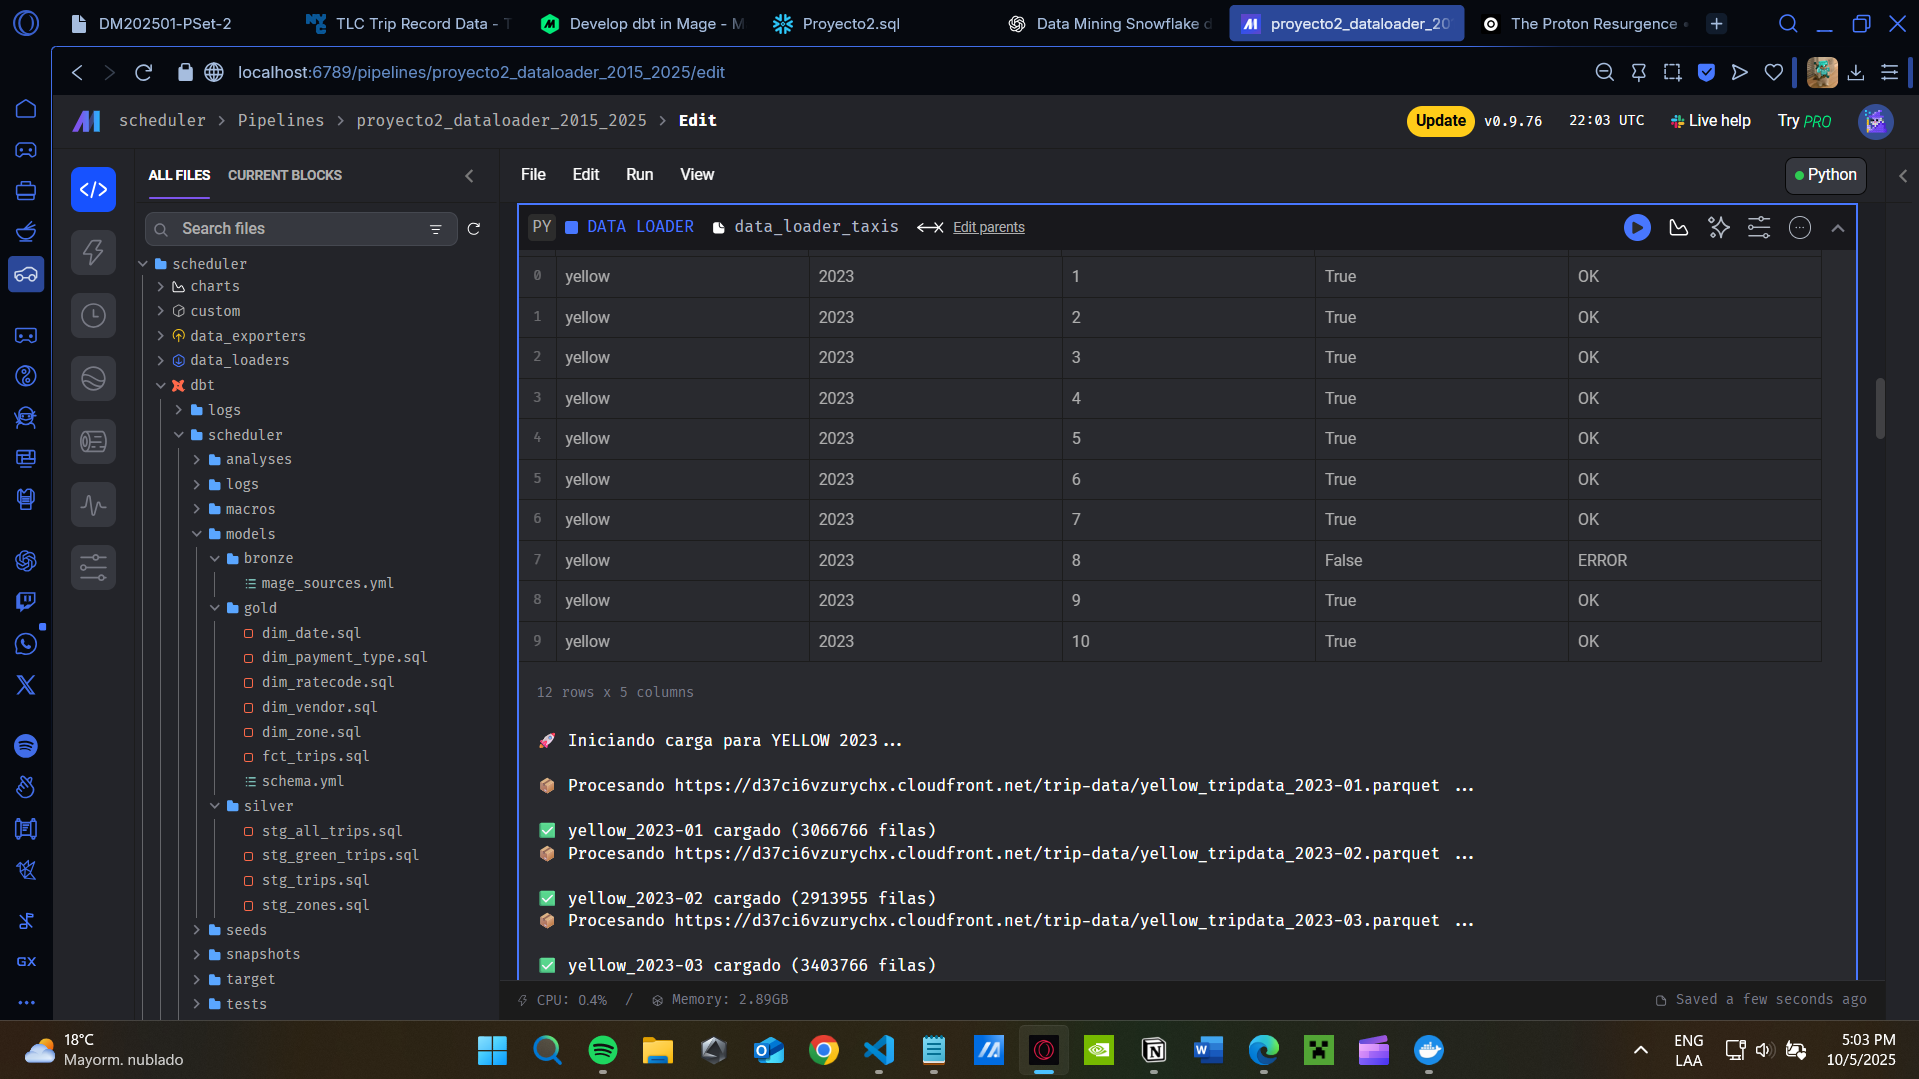 DM202501-PSet-2
TLC Trip Record Data - T
Develop dbt in Mage - M
Proyecto2.sql
Data Mining Snowflake d
proyecto2_dataloader_20
The Proton Resurgence
localhost:6789/pipelines/proyecto2_dataloader_2015_2025/edit
scheduler > Pipelines > proyecto2_dataloader_2015_2025 > Edit
Update
v0.9.76
22:03 UTC
Live help
Try PRO
ALL FILES
CURRENT BLOCKS
File
Edit
Run
View
Python
Search files
PY
DATA LOADER
data_loader_taxis
Edit parents
scheduler
charts
custom
data_exporters
data_loaders
dbt
logs
scheduler
analyses
logs
macros
models
bronze
mage_sources.yml
gold
dim_date.sql
dim_payment_type.sql
dim_ratecode.sql
dim_vendor.sql
dim_zone.sql
fct_trips.sql
schema.yml
silver
stg_all_trips.sql
stg_green_trips.sql
stg_trips.sql
stg_zones.sql
seeds
snapshots
target
tests
0 yellow 2023 1 True OK
1 yellow 2023 2 True OK
2 yellow 2023 3 True OK
3 yellow 2023 4 True OK
4 yellow 2023 5 True OK
5 yellow 2023 6 True OK
6 yellow 2023 7 True OK
7 yellow 2023 8 False ERROR
8 yellow 2023 9 True OK
9 yellow 2023 10 True OK
12 rows x 5 columns
🚀 Iniciando carga para YELLOW 2023...
📦 Procesando https://d37ci6vzurychx.cloudfront.net/trip-data/yellow_tripdata_2023-01.parquet ...
✅ yellow_2023-01 cargado (3066766 filas)
📦 Procesando https://d37ci6vzurychx.cloudfront.net/trip-data/yellow_tripdata_2023-02.parquet ...
✅ yellow_2023-02 cargado (2913955 filas)
📦 Procesando https://d37ci6vzurychx.cloudfront.net/trip-data/yellow_tripdata_2023-03.parquet ...
✅ yellow_2023-03 cargado (3403766 filas)
CPU: 0.4% / Memory: 2.89GB
Saved a few seconds ago
GX
18°C
Mayorm. nublado
ENG
LAA
5:03 PM
10/5/2025